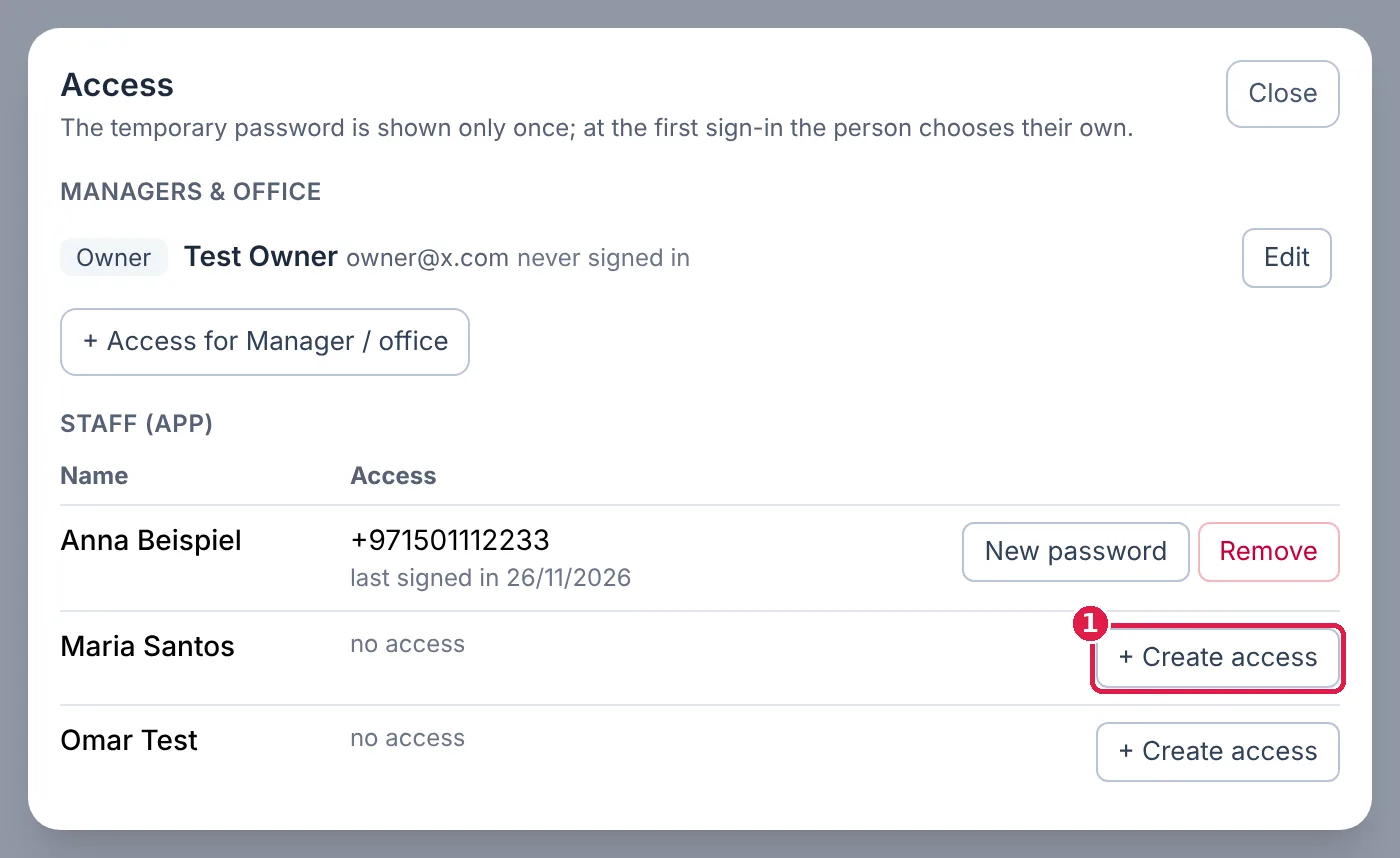 Access
Close
The temporary password is shown only once; at the first sign-in the person chooses their own.
MANAGERS & OFFICE
Owner Test Owner owner@x.com never signed in Edit
+ Access for Manager / office
STAFF (APP)
Name Access
Anna Beispiel +971501112233 New password Remove
last signed in 26/11/2026
1
Maria Santos no access + Create access
Omar Test no access + Create access